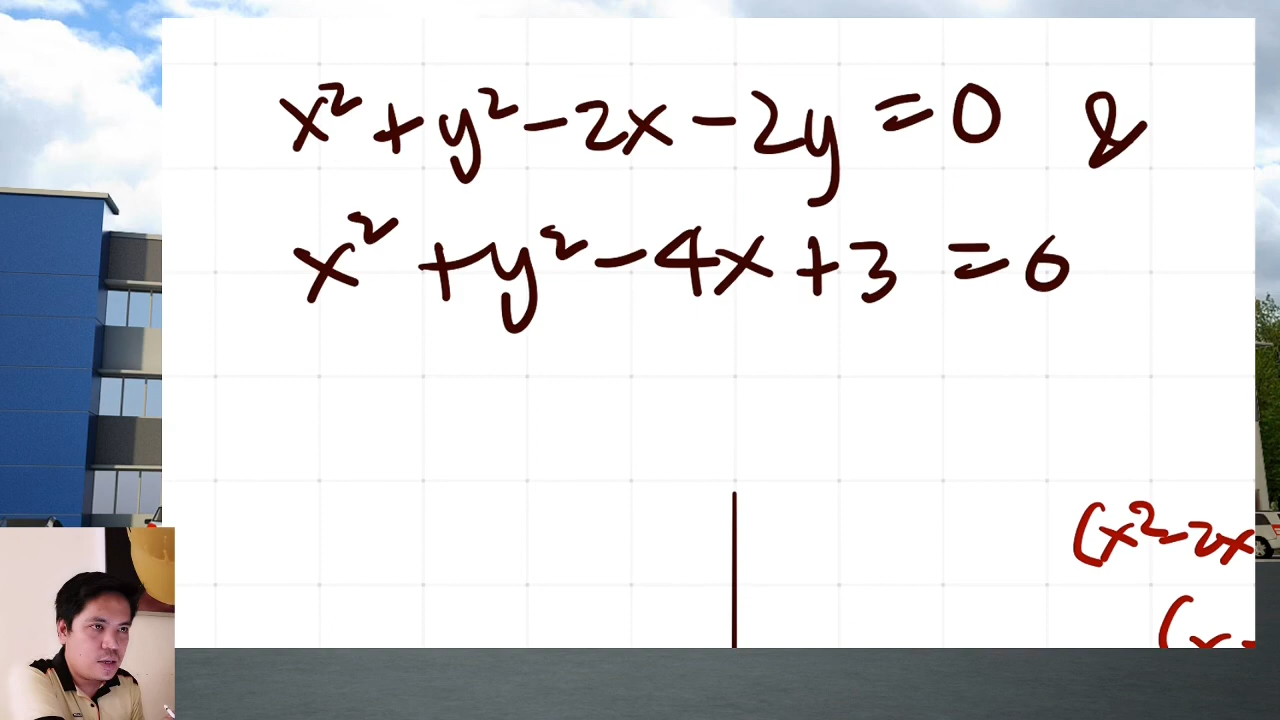 x² + y² - 2x - 2y = 0 &
x² + y² - 4x + 3 = 0
(x² - 2x
(x -